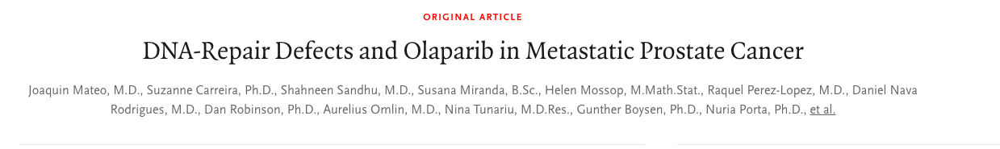 ORIGINAL ARTICLE
DNA-Repair Defects and Olaparib in Metastatic Prostate Cancer
Joaquin Mateo, M.D., Suzanne Carreira, Ph.D., Shahneen Sandhu, M.D., Susana Miranda, B.Sc., Helen Mossop, M.Math.Stat., Raquel Perez-Lopez, M.D., Daniel Nava
Rodrigues, M.D., Dan Robinson, Ph.D., Aurelius Omlin, M.D., Nina Tunariu, M.D.Res., Gunther Boysen, Ph.D., Nuria Porta, Ph.D., et al.